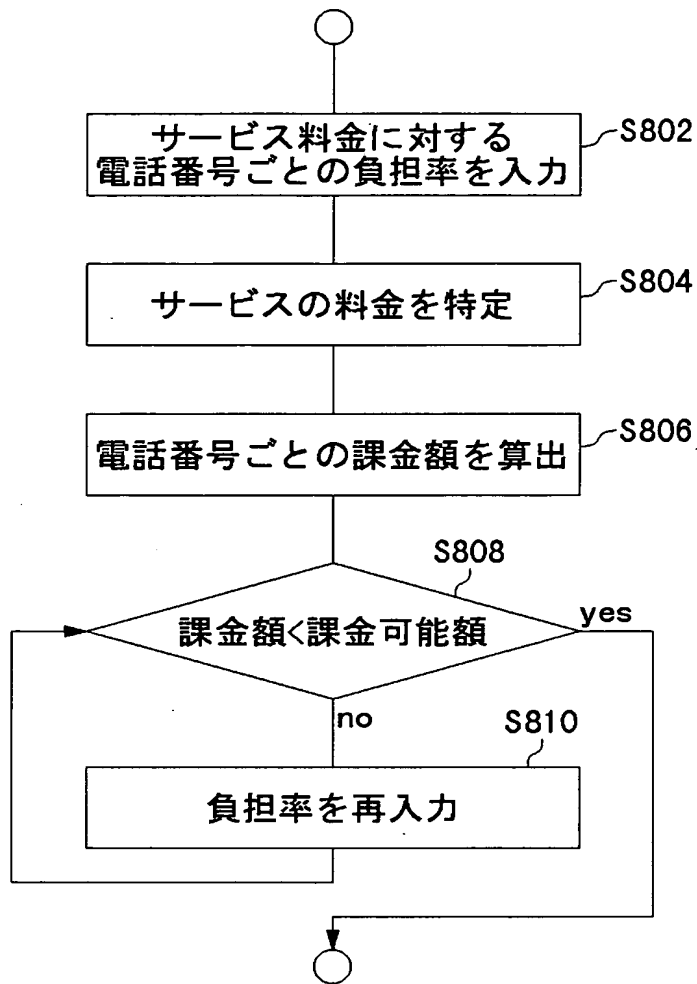 サービス料金に対する
電話番号ごとの負担率を入力
S802
サービスの料金を特定
S804
電話番号ごとの課金額を算出
S806
S808
課金額<課金可能額
yes
no
S810
負担率を再入力